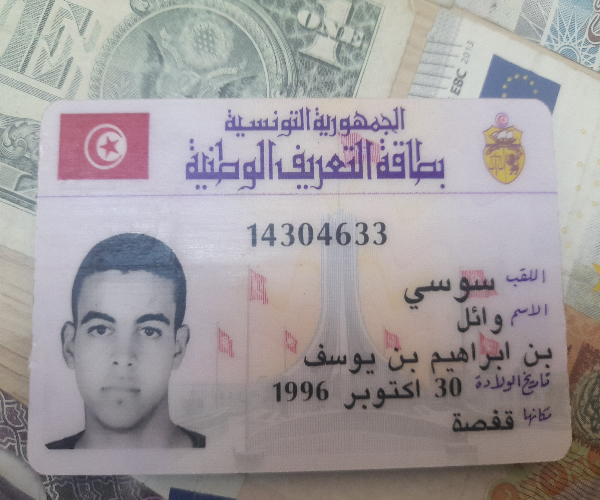 ONE
1
EBC 2013
الجمهورية التونسية
بطاقة التعريف الوطنية
14304633
اللقب سوسي
الاسم وائل
بن ابراهيم بن يوسف
تاريخ الولادة 30 اكتوبر 1996
مكانها قفصة